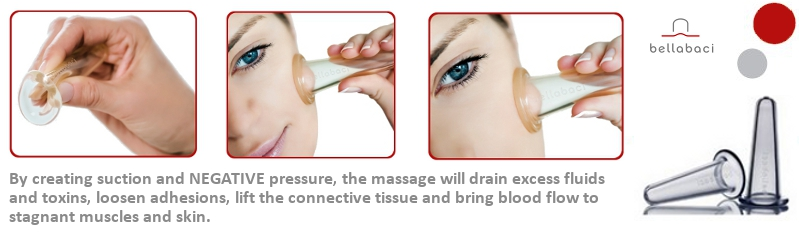 bellabaci
bellabaci
By creating suction and NEGATIVE pressure, the massage will drain excess fluids
and toxins, loosen adhesions, lift the connective tissue and bring blood flow to
stagnant muscles and skin.